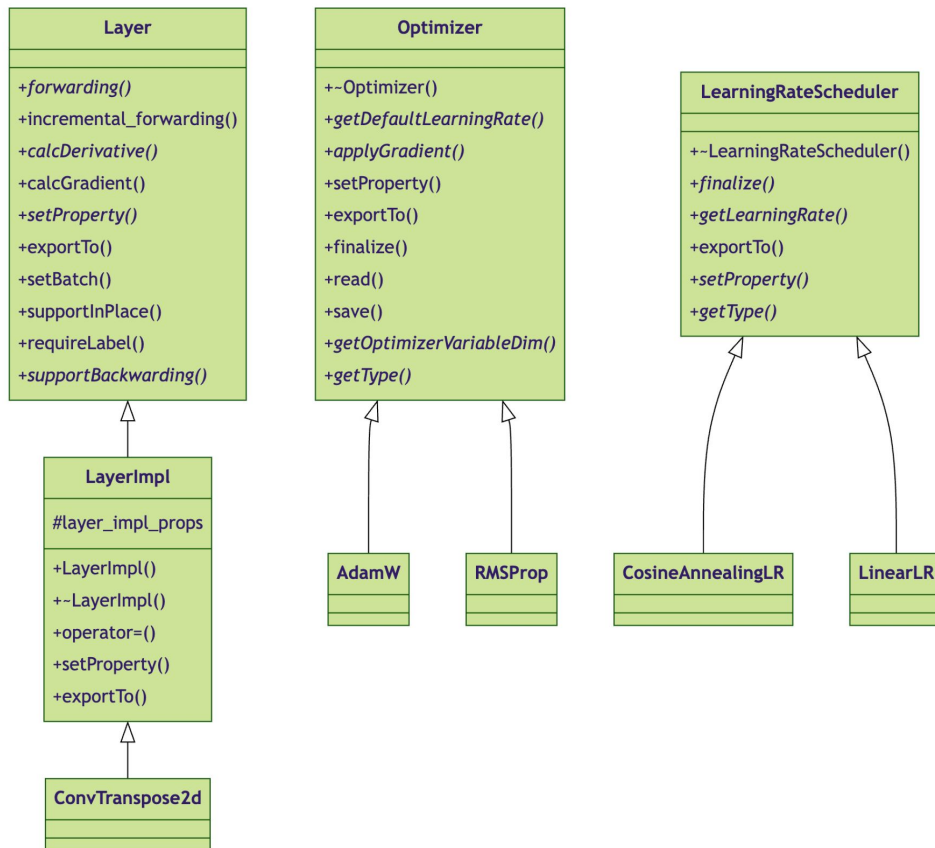 Layer
+forwarding()
+incremental_forwarding()
+calcDerivative()
+calcGradient()
+setProperty()
+exportTo()
+setBatch()
+supportInPlace()
+requireLabel()
+supportBackwarding()
Optimizer
+~Optimizer()
+getDefaultLearningRate()
+applyGradient()
+setProperty()
+exportTo()
+finalize()
+read()
+save()
+getOptimizerVariableDim()
+getType()
LearningRateScheduler
+~LearningRateScheduler()
+finalize()
+getLearningRate()
+exportTo()
+setProperty()
+getType()
LayerImpl
#layer_impl_props
+LayerImpl()
+~LayerImpl()
+operator=()
+setProperty()
+exportTo()
AdamW
RMSProp
CosineAnnealingLR
LinearLR
ConvTranspose2d